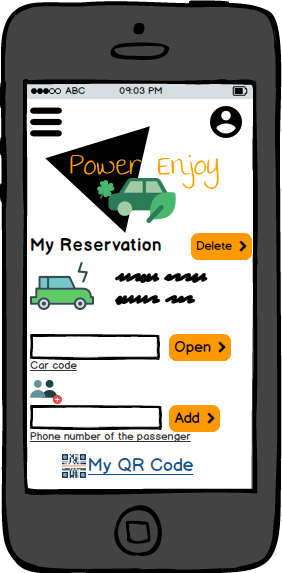 ABC 09:03 PM
Power Enjoy
My Reservation
Delete
Open
Car code
Add
Phone number of the passenger
My QR Code